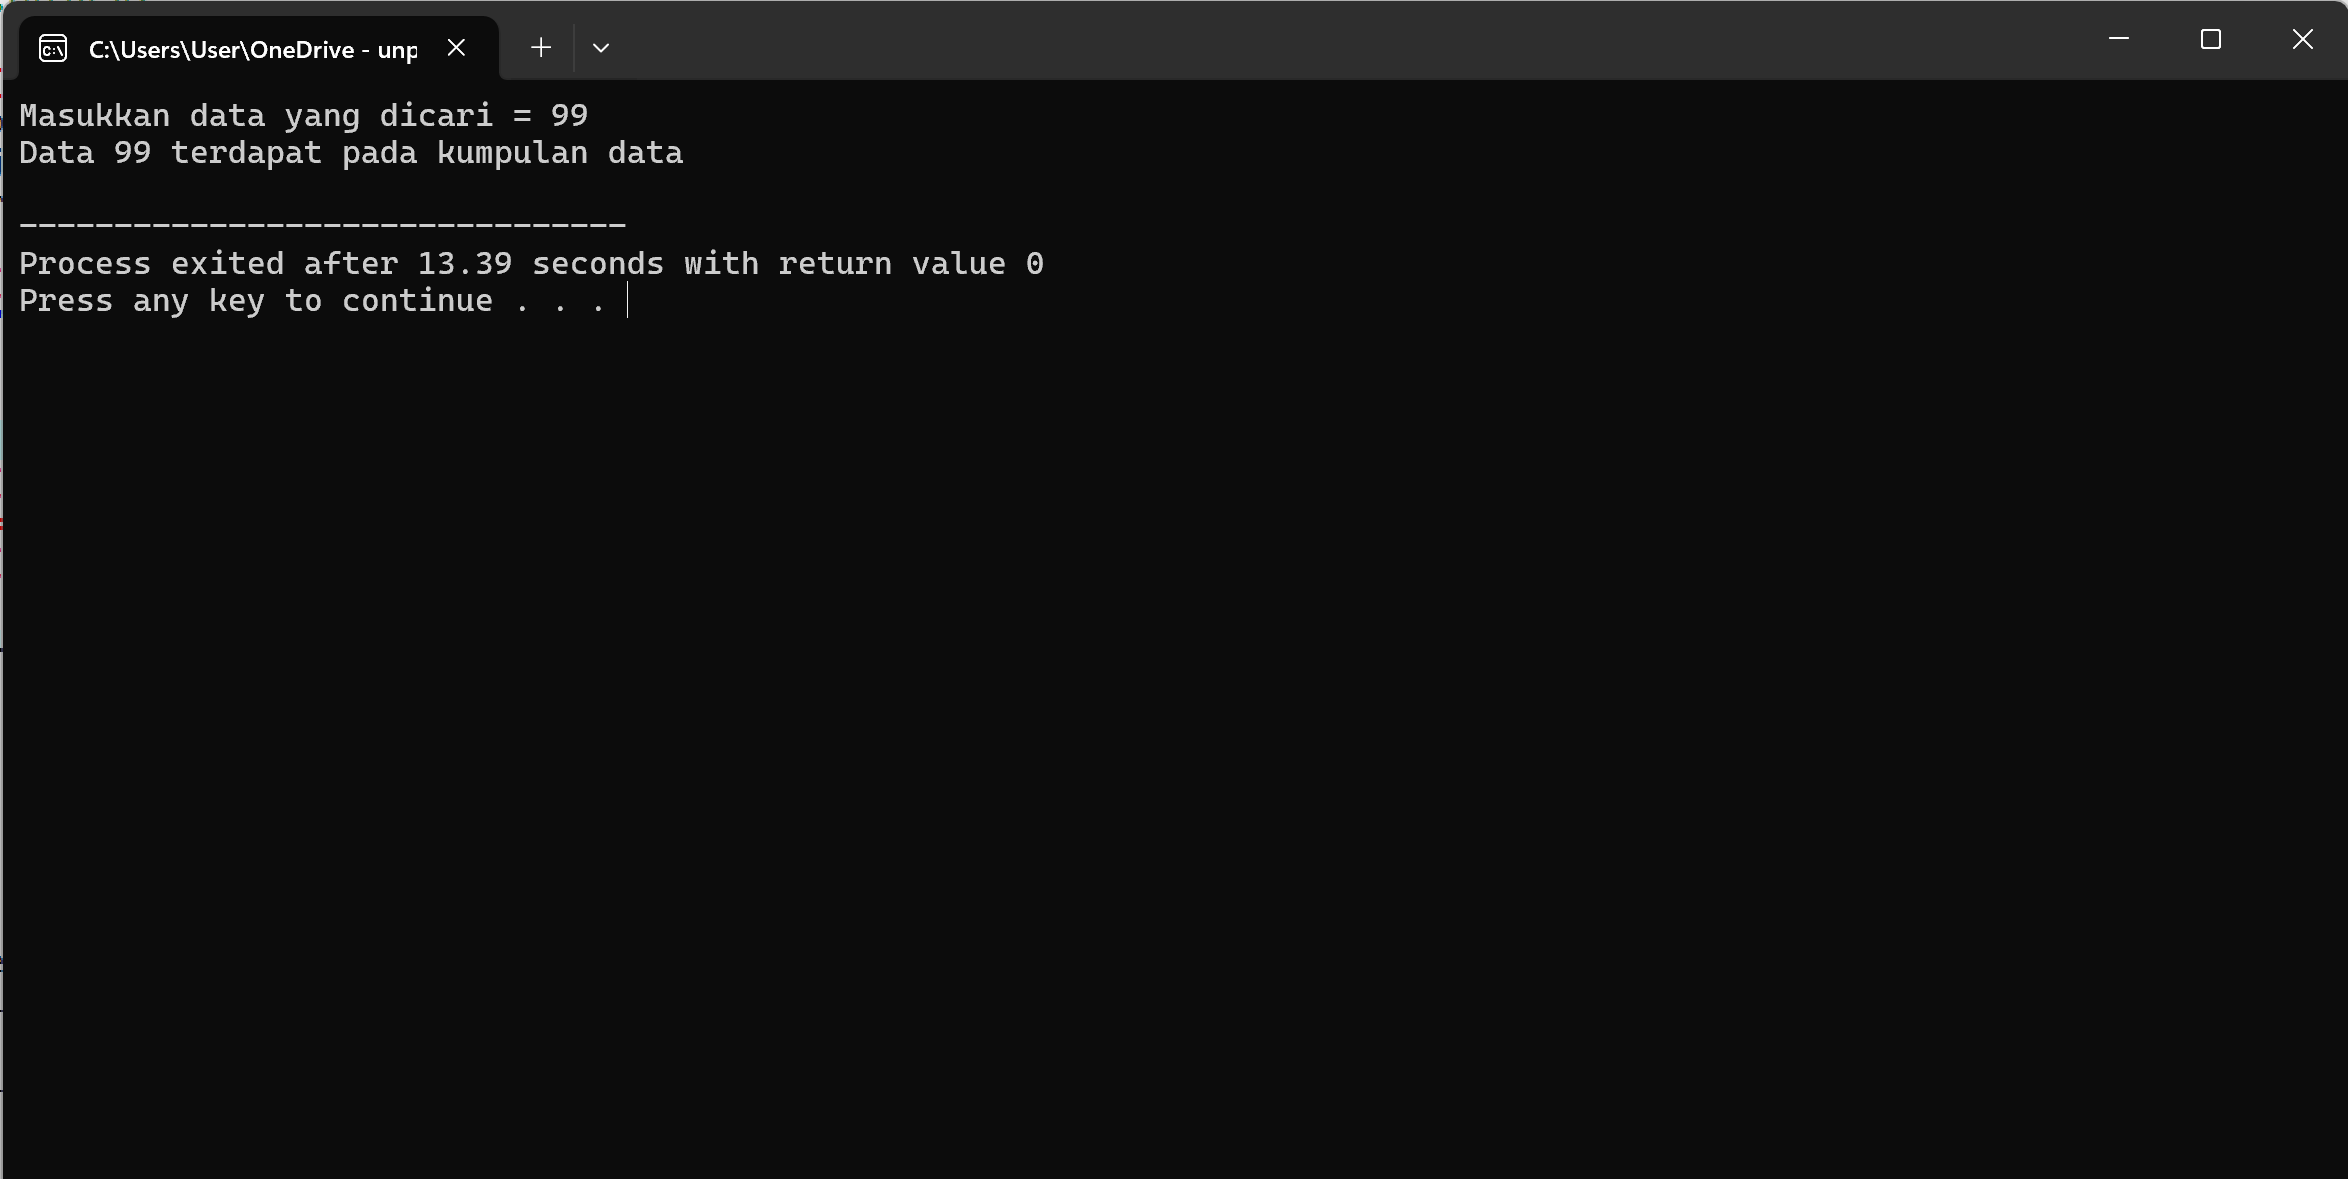 C:\Users\User\OneDrive - unp
Masukkan data yang dicari = 99
Data 99 terdapat pada kumpulan data
--------------------------------
Process exited after 13.39 seconds with return value 0
Press any key to continue . . .